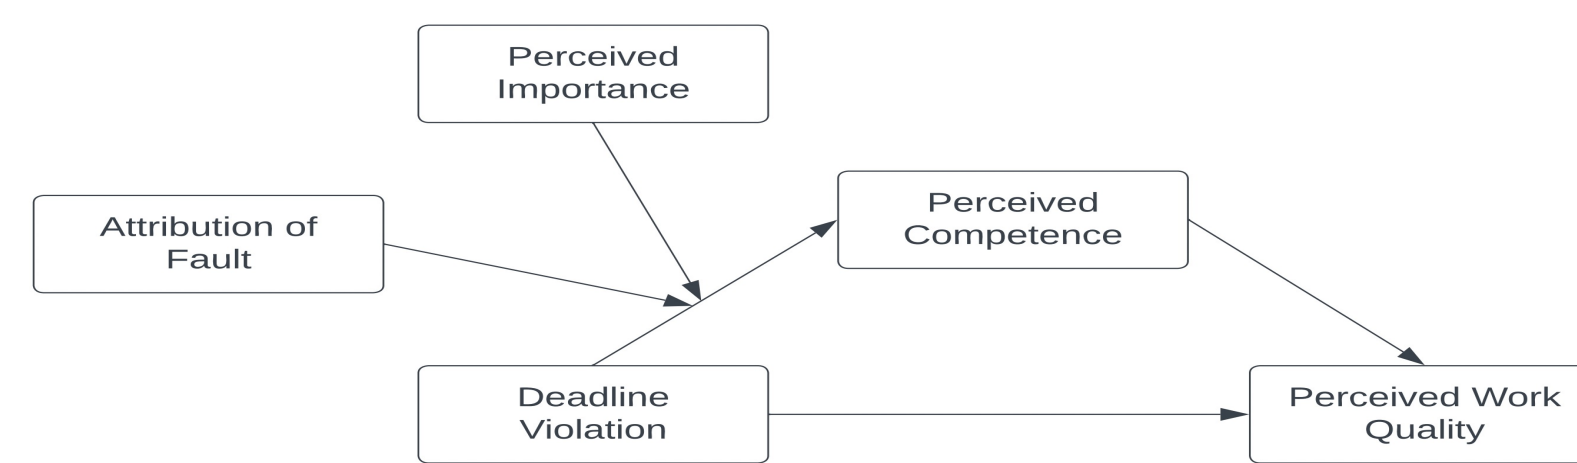 Perceived
Importance
Attribution of
Fault
Perceived
Competence
Deadline
Violation
Perceived Work
Quality